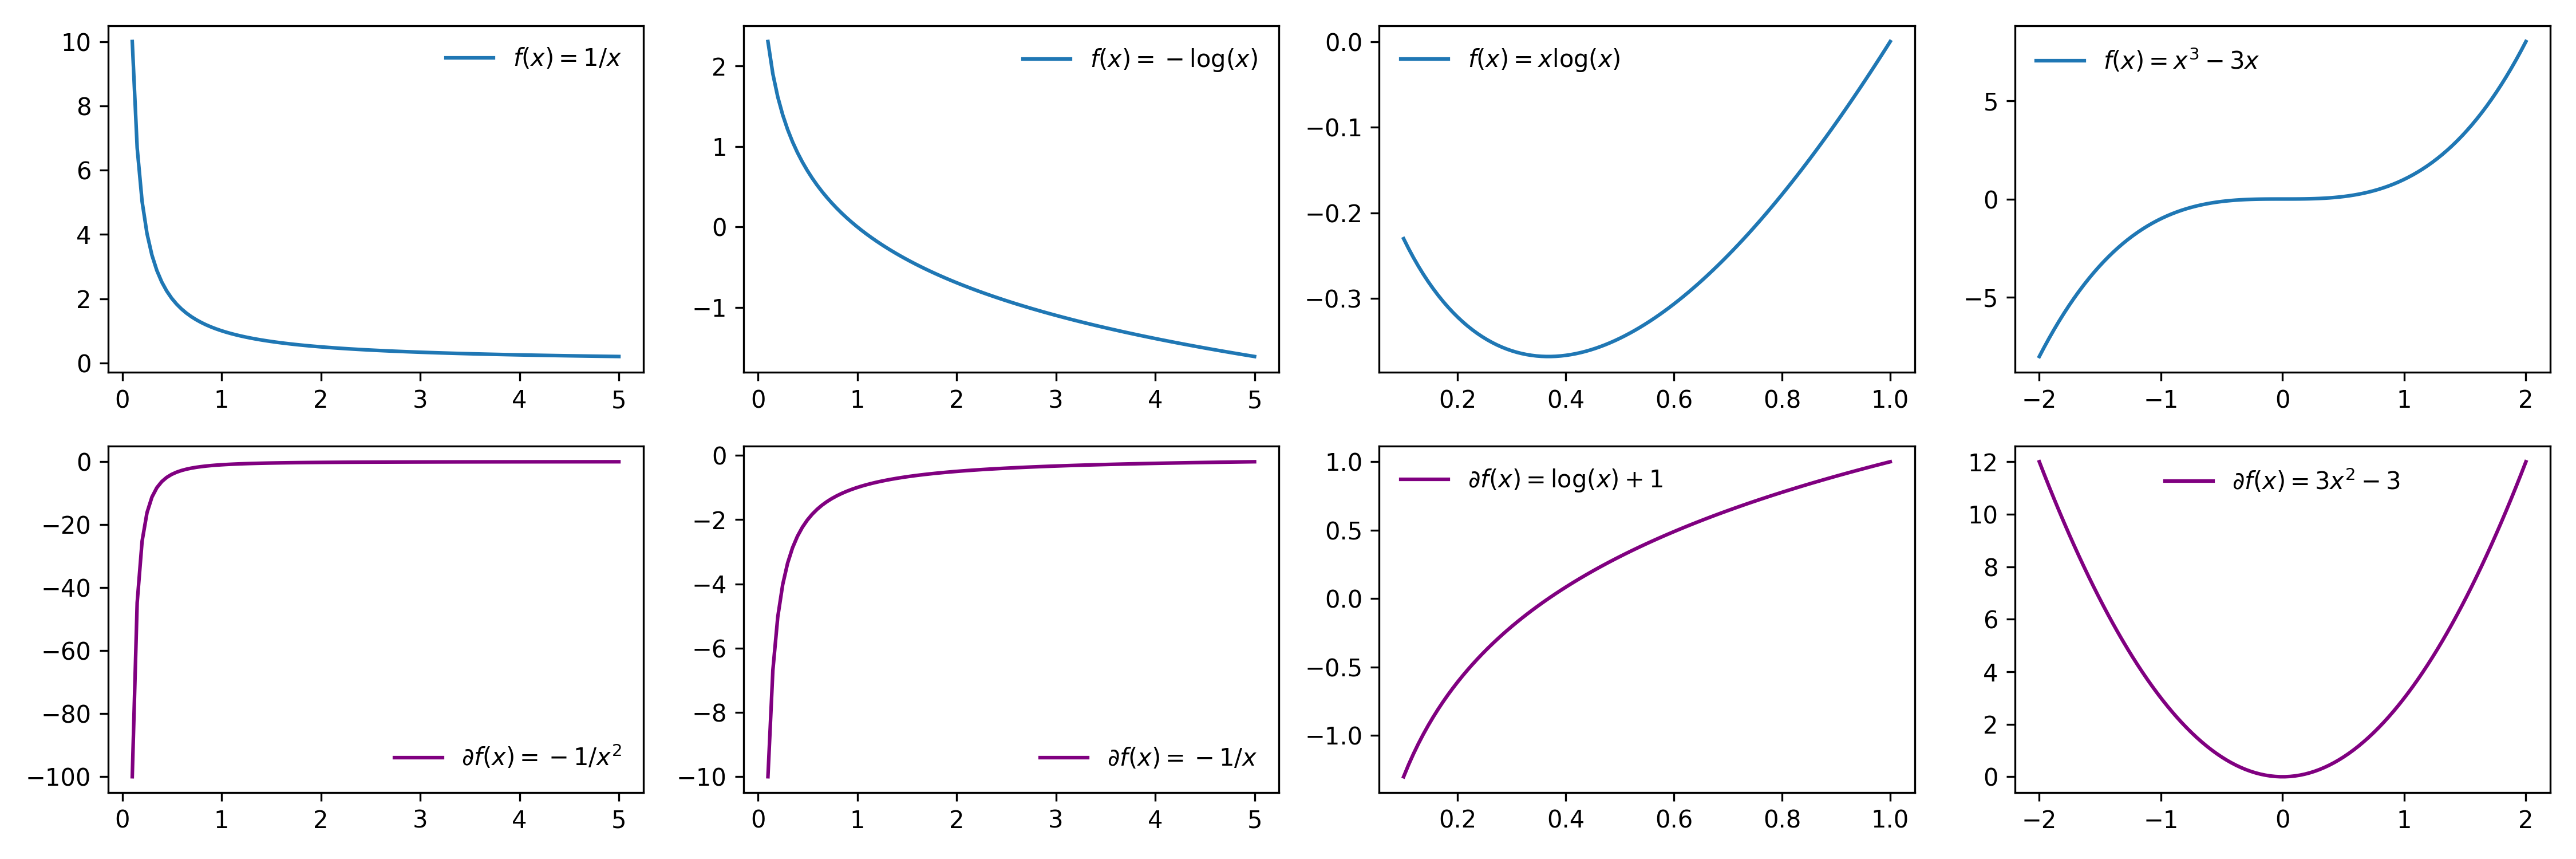 f(x) = 1/x
10
8
6
4
2
0
0 1 2 3 4 5
f(x) = − log(x)
2
1
0
−1
0 1 2 3 4 5
f(x) = xlog(x)
0.0
−0.1
−0.2
−0.3
0.2 0.4 0.6 0.8 1.0
f(x) = x³ − 3x
5
0
−5
−2 −1 0 1 2
0
−20
−40
−60
−80
−100
∂f(x) = − 1/x²
0 1 2 3 4 5
0
−2
−4
−6
−8
−10
∂f(x) = − 1/x
0 1 2 3 4 5
∂f(x) = log(x) + 1
1.0
0.5
0.0
−0.5
−1.0
0.2 0.4 0.6 0.8 1.0
∂f(x) = 3x² − 3
12
10
8
6
4
2
0
−2 −1 0 1 2